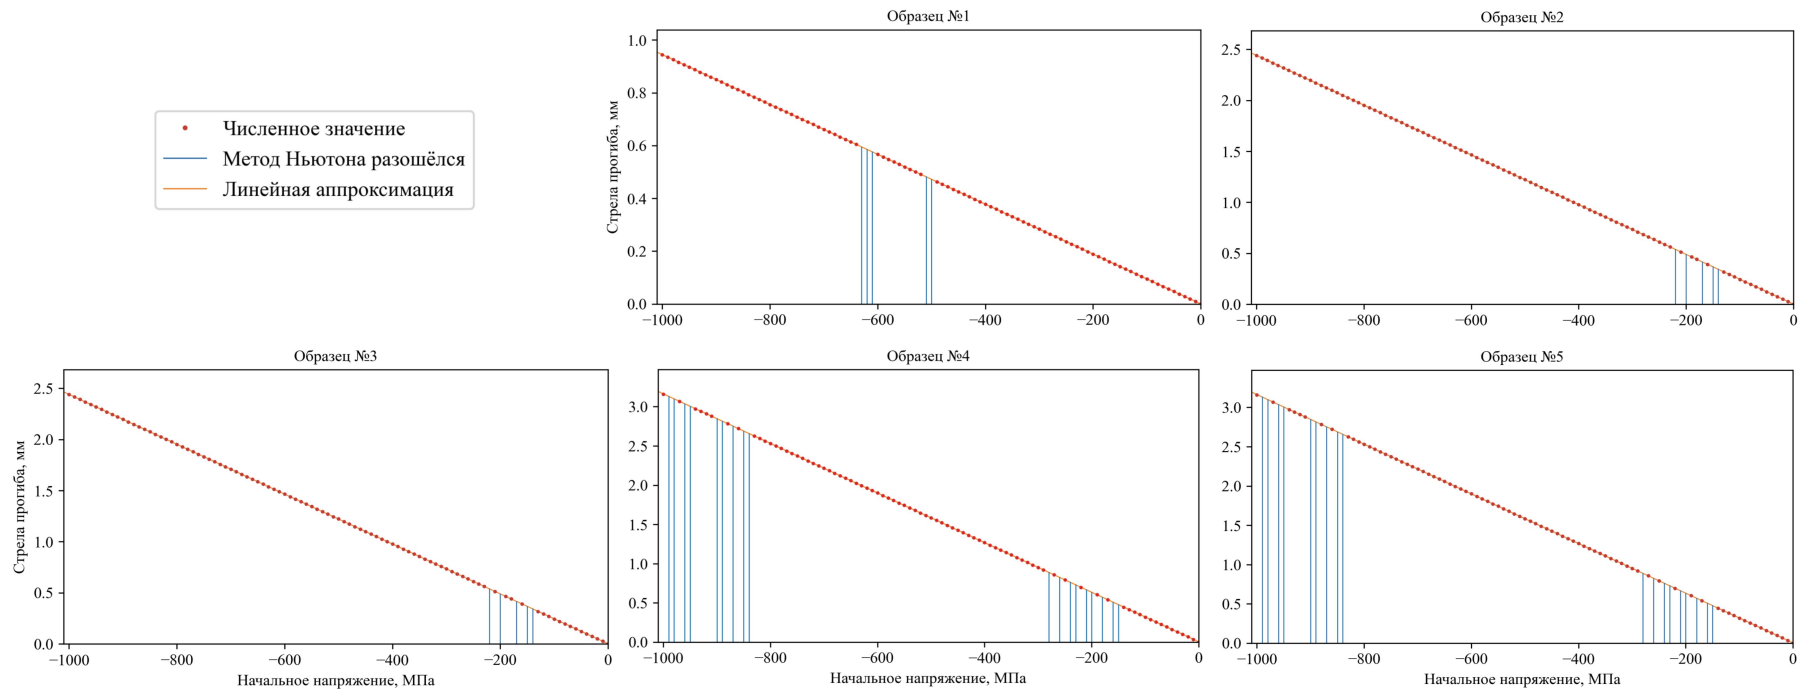 Численное значение
Метод Ньютона разошёлся
Линейная аппроксимация
Образец №1
Стрела прогиба, мм
1.0
0.8
0.6
0.4
0.2
0.0
−1000 −800 −600 −400 −200 0
Образец №2
2.5
2.0
1.5
1.0
0.5
0.0
−1000 −800 −600 −400 −200 0
Образец №3
Стрела прогиба, мм
2.5
2.0
1.5
1.0
0.5
0.0
−1000 −800 −600 −400 −200 0
Начальное напряжение, МПа
Образец №4
3.0
2.5
2.0
1.5
1.0
0.5
0.0
−1000 −800 −600 −400 −200 0
Начальное напряжение, МПа
Образец №5
3.0
2.5
2.0
1.5
1.0
0.5
0.0
−1000 −800 −600 −400 −200 0
Начальное напряжение, МПа